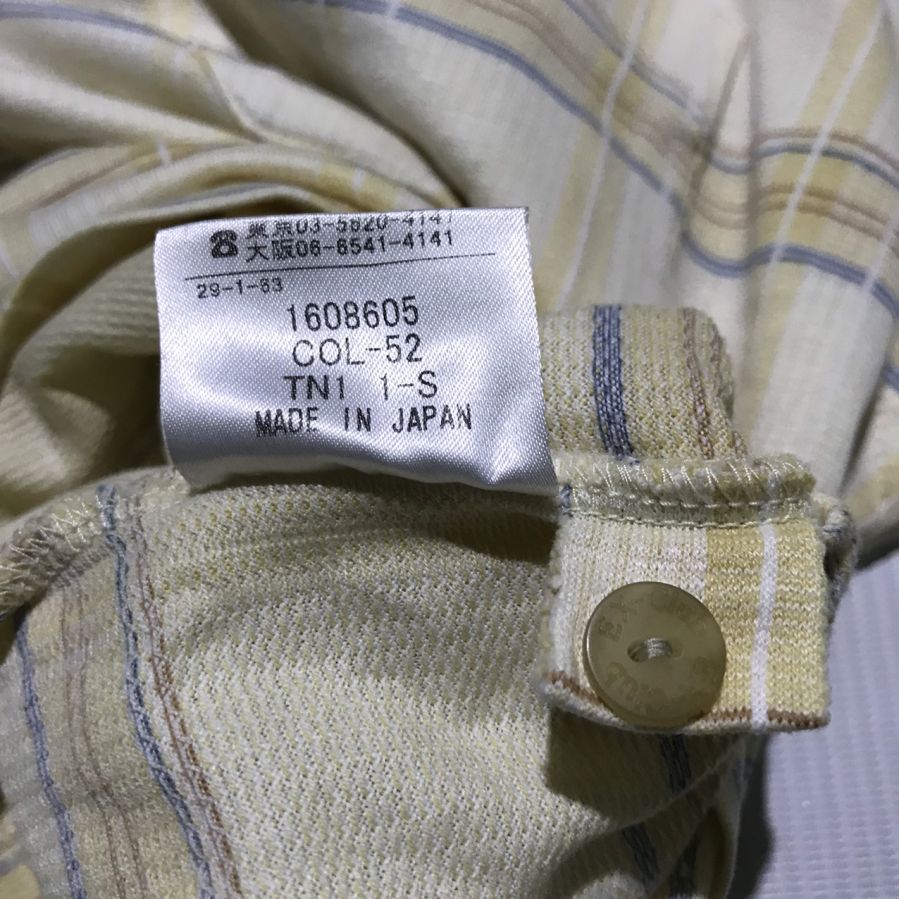 ☎東京03-5820-4141
大阪06-6541-4141
29-1-63
1608605
COL-52
TN1 1-S
MADE IN JAPAN